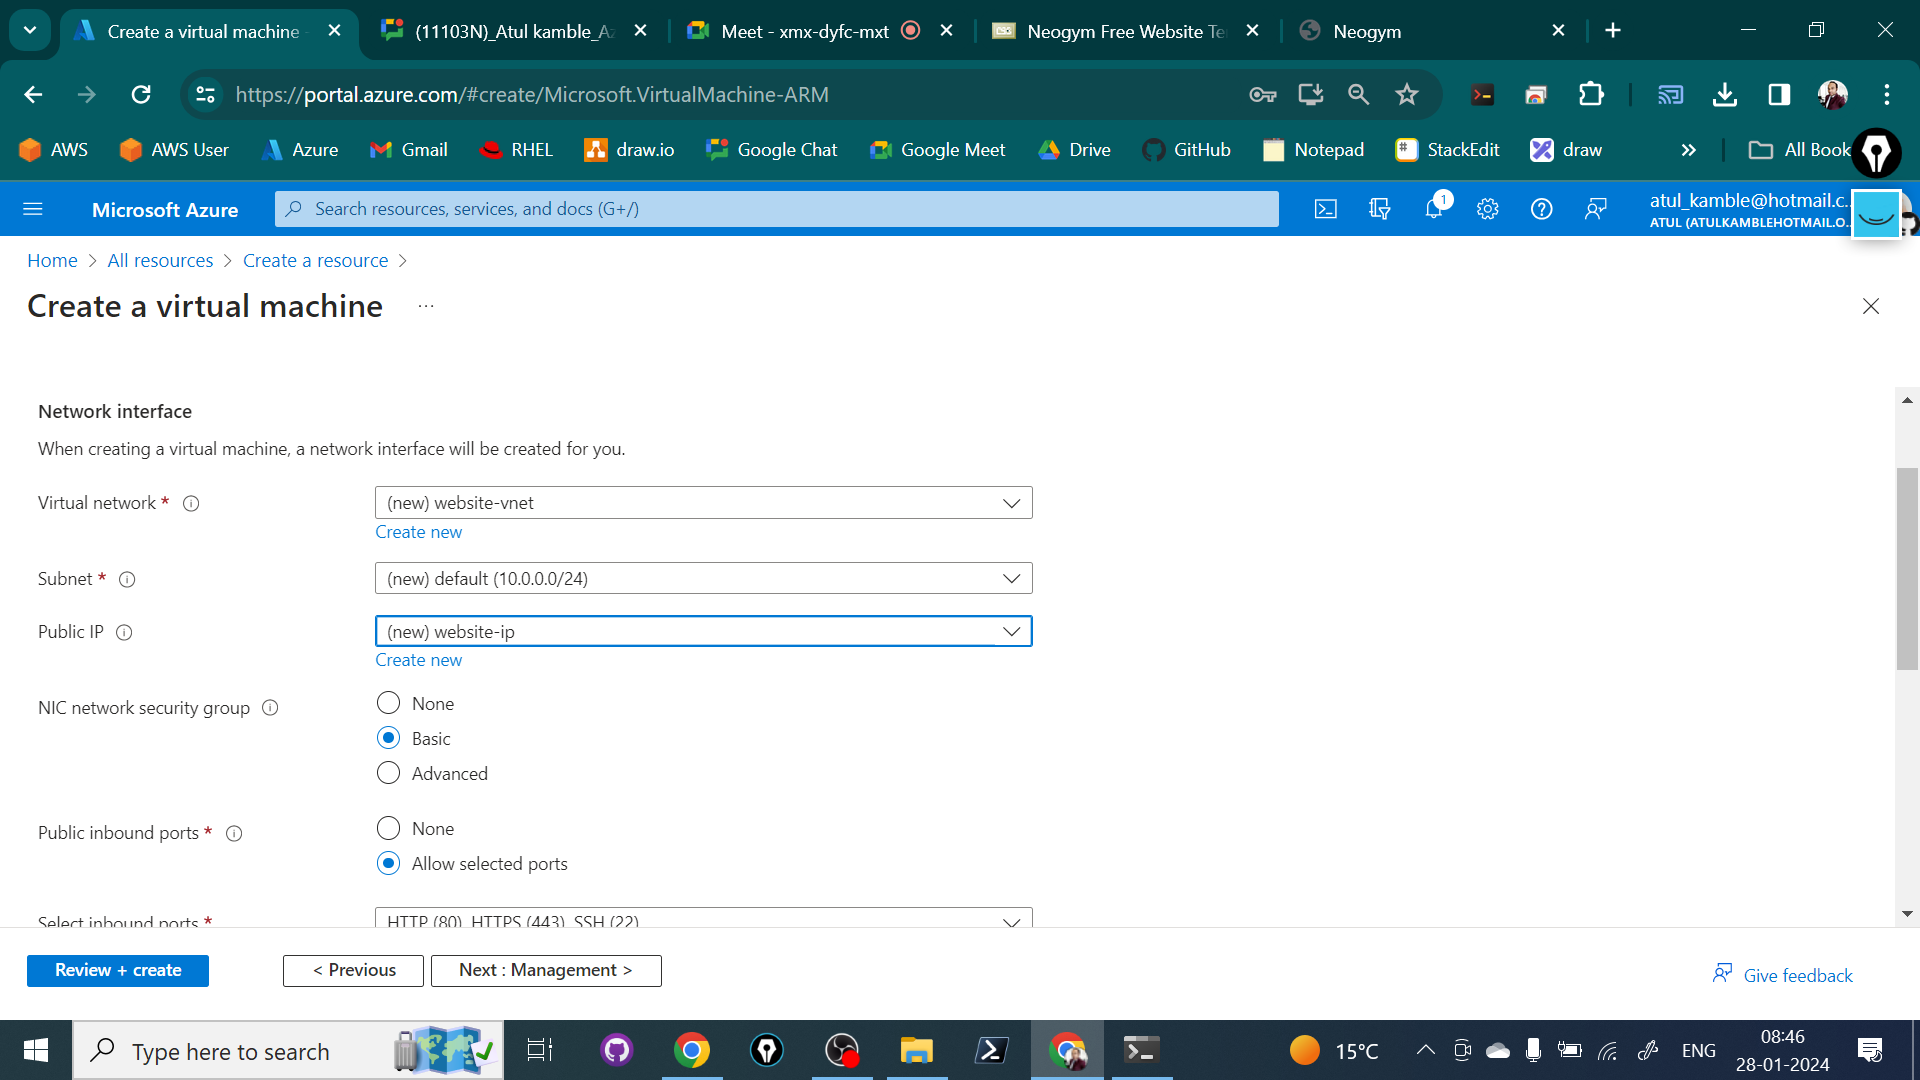 Create a virtual machine
(11103N)_Atul kamble_Az
Meet - xmx-dyfc-mxt
Neogym Free Website Te
Neogym
https://portal.azure.com/#create/Microsoft.VirtualMachine-ARM
AWS
AWS User
Azure
Gmail
RHEL
draw.io
Google Chat
Google Meet
Drive
GitHub
Notepad
StackEdit
draw
All Book
Microsoft Azure
Search resources, services, and docs (G+/)
1
atul_kamble@hotmail.c...
ATUL (ATULKAMBLEHOTMAIL.O...
Home > All resources > Create a resource >
Create a virtual machine ...
Network interface
When creating a virtual machine, a network interface will be created for you.
Virtual network *
(new) website-vnet
Create new
Subnet *
(new) default (10.0.0.0/24)
Public IP
(new) website-ip
Create new
NIC network security group
None
Basic
Advanced
Public inbound ports *
None
Allow selected ports
Select inbound ports *
HTTP (80), HTTPS (443), SSH (22)
Review + create
< Previous
Next : Management >
Give feedback
Type here to search
15°C
ENG
08:46
28-01-2024